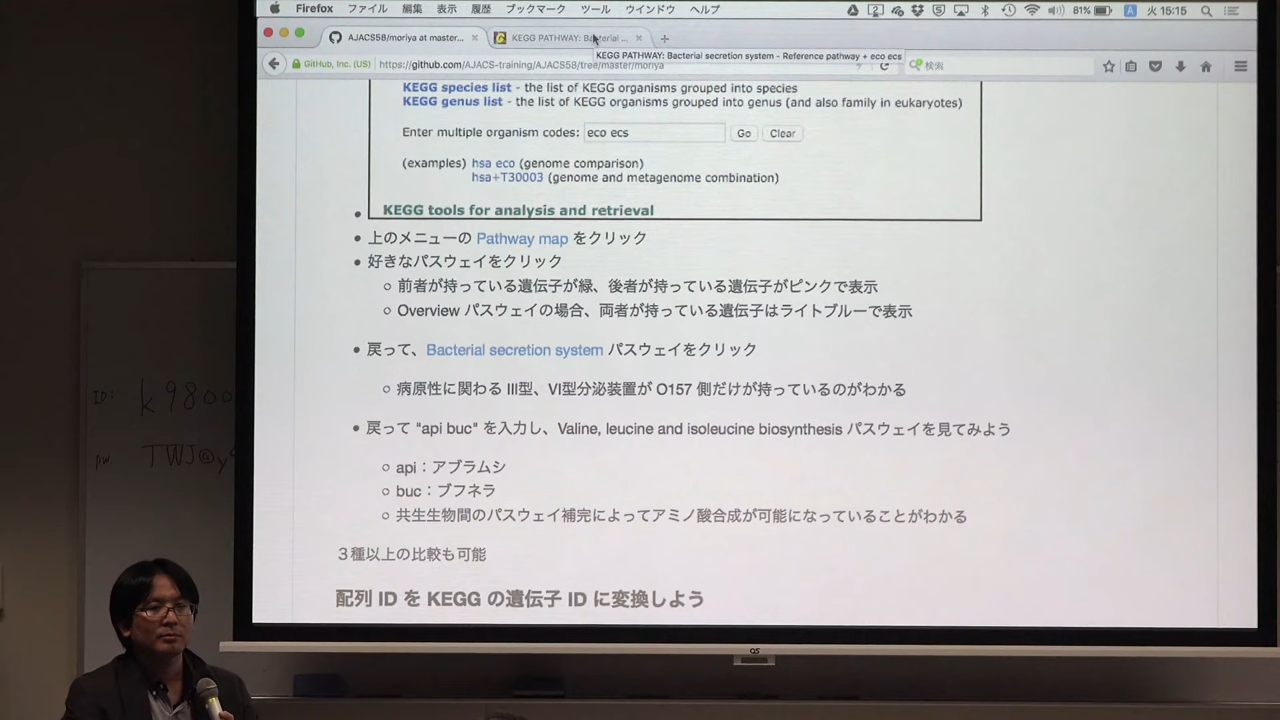 Firefox ファイル 編集 表示 履歴 ブックマーク ツール ウインドウ ヘルプ 81% A 火 15:15
AJACS58/moriya at master... × KEGG PATHWAY: Bacterial ... × +
KEGG PATHWAY: Bacterial secretion system - Reference pathway + eco ecs
GitHub, Inc. (US) https://github.com/AJACS-training/AJACS58/tree/master/moriya 検索
KEGG species list - the list of KEGG organisms grouped into species
KEGG genus list - the list of KEGG organisms grouped into genus (and also family in eukaryotes)
Enter multiple organism codes: eco ecs Go Clear
(examples) hsa eco (genome comparison)
hsa+T30003 (genome and metagenome combination)
KEGG tools for analysis and retrieval
上のメニューの Pathway map をクリック
好きなパスウェイをクリック
前者が持っている遺伝子が緑、後者が持っている遺伝子がピンクで表示
Overview パスウェイの場合、両者が持っている遺伝子はライトブルーで表示
戻って、Bacterial secretion system パスウェイをクリック
病原性に関わる III型、VI型分泌装置が O157 側だけが持っているのがわかる
戻って "api buc" を入力し、Valine, leucine and isoleucine biosynthesis パスウェイを見てみよう
api：アブラムシ
buc：ブフネラ
共生生物間のパスウェイ補完によってアミノ酸合成が可能になっていることがわかる
３種以上の比較も可能
配列 ID を KEGG の遺伝子 ID に変換しよう
ID: k9800
pw. TWJ@y
OS